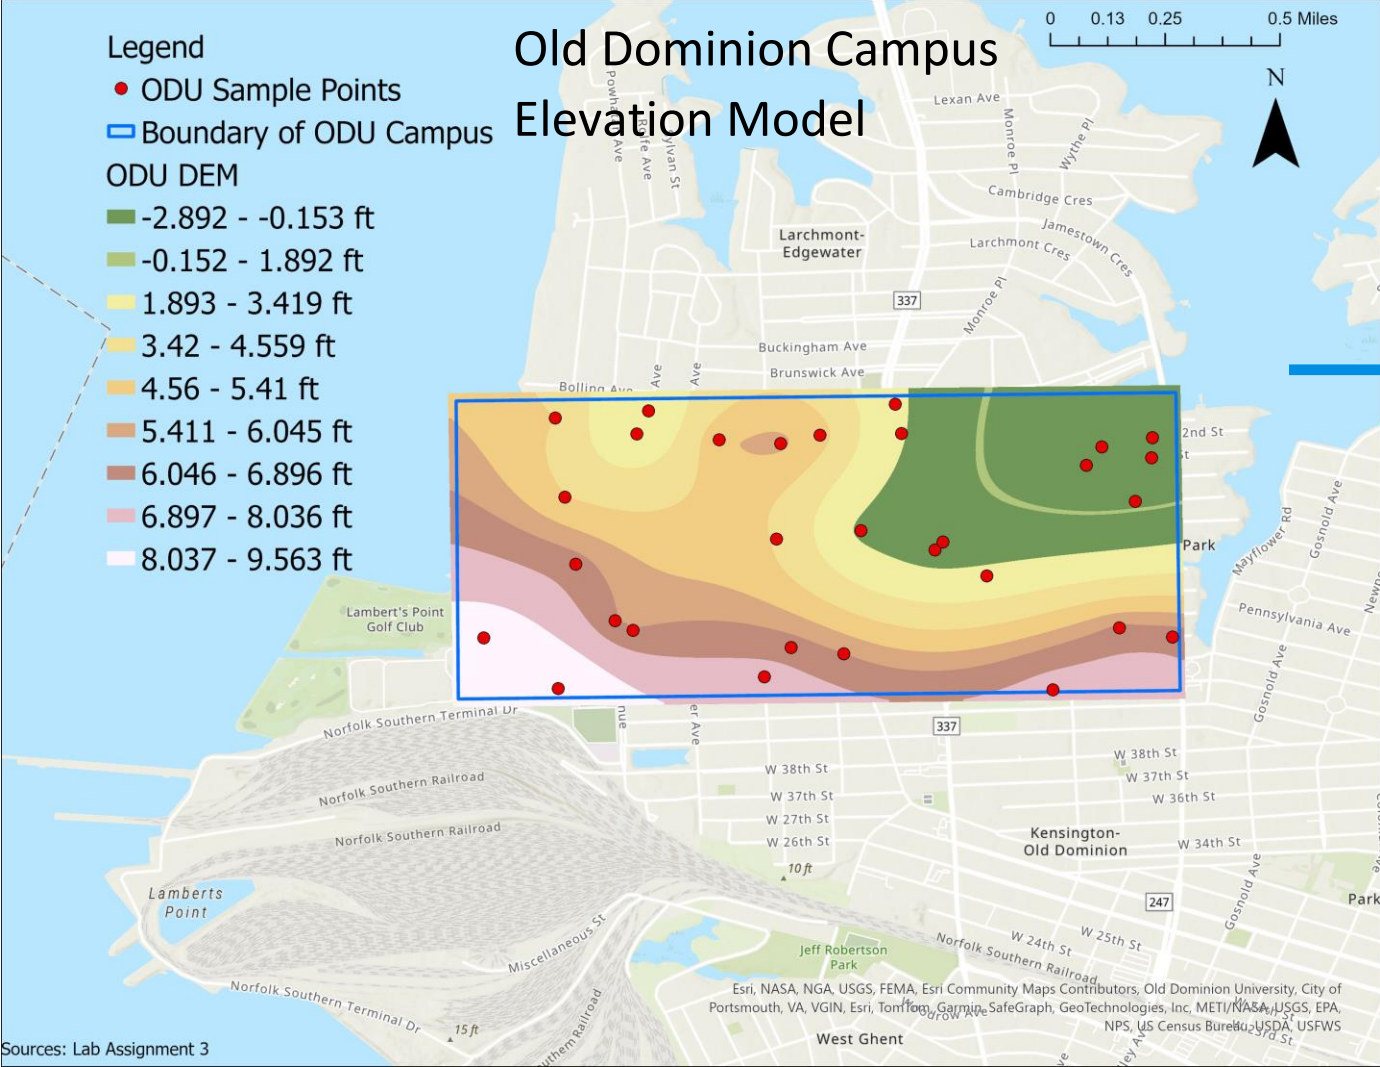 Old Dominion Campus
Elevation Model
0 0.13 0.25 0.5 Miles
N
Legend
ODU Sample Points
Boundary of ODU Campus
ODU DEM
-2.892 - -0.153 ft
-0.152 - 1.892 ft
1.893 - 3.419 ft
3.42 - 4.559 ft
4.56 - 5.41 ft
5.411 - 6.045 ft
6.046 - 6.896 ft
6.897 - 8.036 ft
8.037 - 9.563 ft
Lexan Ave
Monroe Pl
Wythe Pl
Cambridge Cres
Jamestown Cres
Larchmont Cres
Larchmont-
Edgewater
337
Monroe Pl
Buckingham Ave
Brunswick Ave
Bolling Ave
Ave
Ave
2nd St
Park
Mayflower Rd
Gosnold Ave
Pennsylvania Ave
Gosnold Ave
Lambert's Point
Golf Club
Norfolk Southern Terminal Dr
nue
er Ave
337
W 38th St
W 37th St
W 27th St
W 26th St
W 38th St
W 37th St
W 36th St
W 34th St
Norfolk Southern Railroad
Norfolk Southern Railroad
Kensington-
Old Dominion
10 ft
247
Gosnold Ave
Park
Lamberts
Point
Miscellaneous St
Jeff Robertson
Park
Norfolk Southern Railroad
W 24th St
W 25th St
Norfolk Southern Terminal Dr
15 ft
uthern Railroad
Woodrow Ave
W 23rd St
West Ghent
Esri, NASA, NGA, USGS, FEMA, Esri Community Maps Contributors, Old Dominion University, City of
Portsmouth, VA, VGIN, Esri, TomTom, Garmin, SafeGraph, GeoTechnologies, Inc, METI/NASA, USGS, EPA,
NPS, US Census Bureau, USDA, USFWS
Sources: Lab Assignment 3